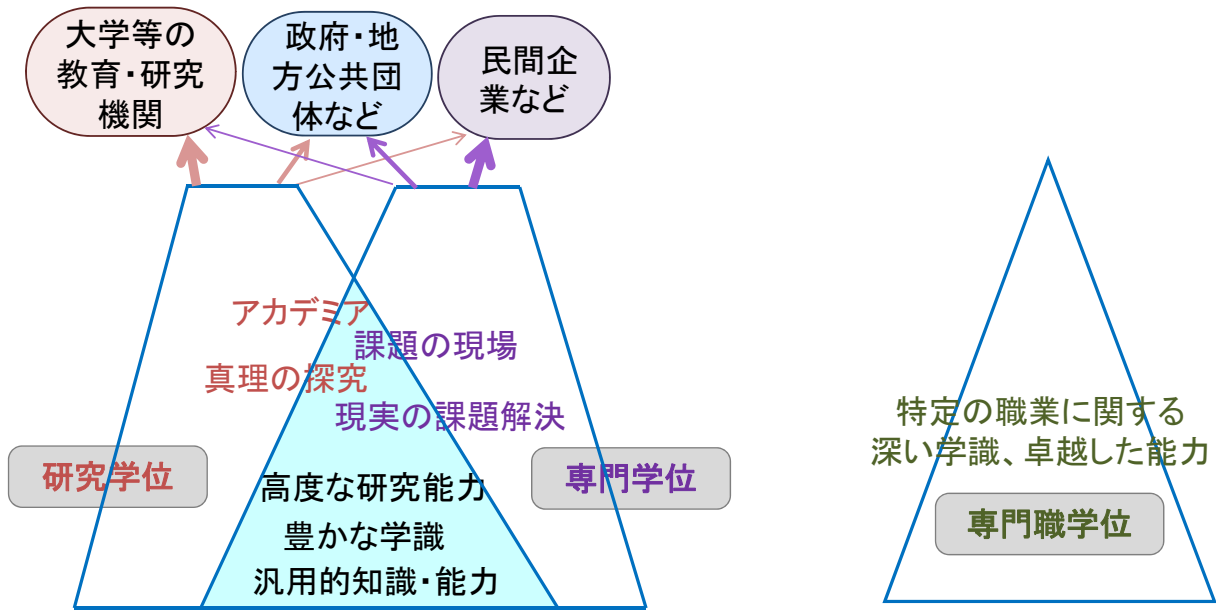 大学等の
教育・研究
機関
政府・地
方公共団
体など
民間企
業など
アカデミア
課題の現場
真理の探究
現実の課題解決
研究学位
高度な研究能力
専門学位
豊かな学識
汎用的知識・能力
特定の職業に関する
深い学識、卓越した能力
専門職学位